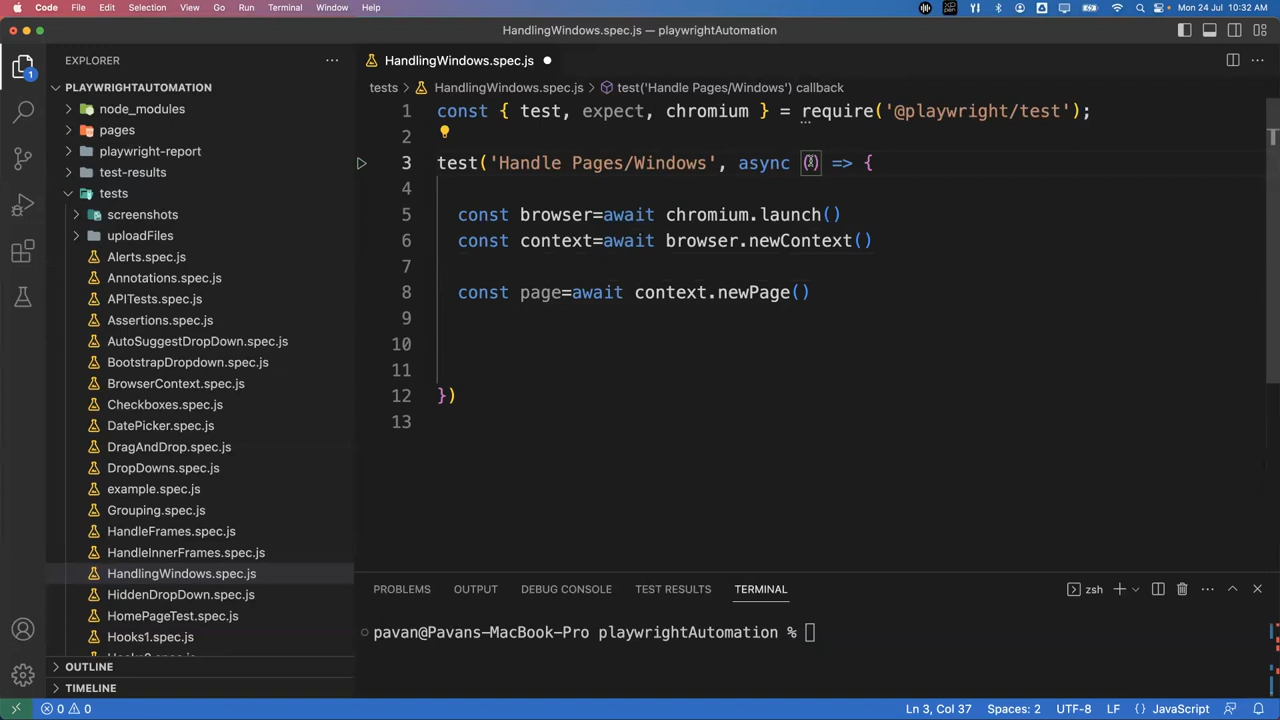 Code File Edit Selection View Go Run Terminal Window Help
Mon 24 Jul 10:32 AM
HandlingWindows.spec.js — playwrightAutomation
EXPLORER
HandlingWindows.spec.js
PLAYWRIGHTAUTOMATION
tests > HandlingWindows.spec.js > test('Handle Pages/Windows') callback
node_modules
pages
playwright-report
test-results
tests
screenshots
uploadFiles
Alerts.spec.js
Annotations.spec.js
APITests.spec.js
Assertions.spec.js
AutoSuggestDropDown.spec.js
BootstrapDropdown.spec.js
BrowserContext.spec.js
Checkboxes.spec.js
DatePicker.spec.js
DragAndDrop.spec.js
DropDowns.spec.js
example.spec.js
Grouping.spec.js
HandleFrames.spec.js
HandleInnerFrames.spec.js
HandlingWindows.spec.js
HiddenDropDown.spec.js
HomePageTest.spec.js
Hooks1.spec.js
OUTLINE
TIMELINE
1 const { test, expect, chromium } = require('@playwright/test');
2
3 test('Handle Pages/Windows', async () => {
4
5 const browser=await chromium.launch()
6 const context=await browser.newContext()
7
8 const page=await context.newPage()
9
10
11
12 })
13
PROBLEMS OUTPUT DEBUG CONSOLE TEST RESULTS TERMINAL
zsh
pavan@Pavans-MacBook-Pro playwrightAutomation %
1
0 0
Ln 3, Col 37 Spaces: 2 UTF-8 LF {} JavaScript